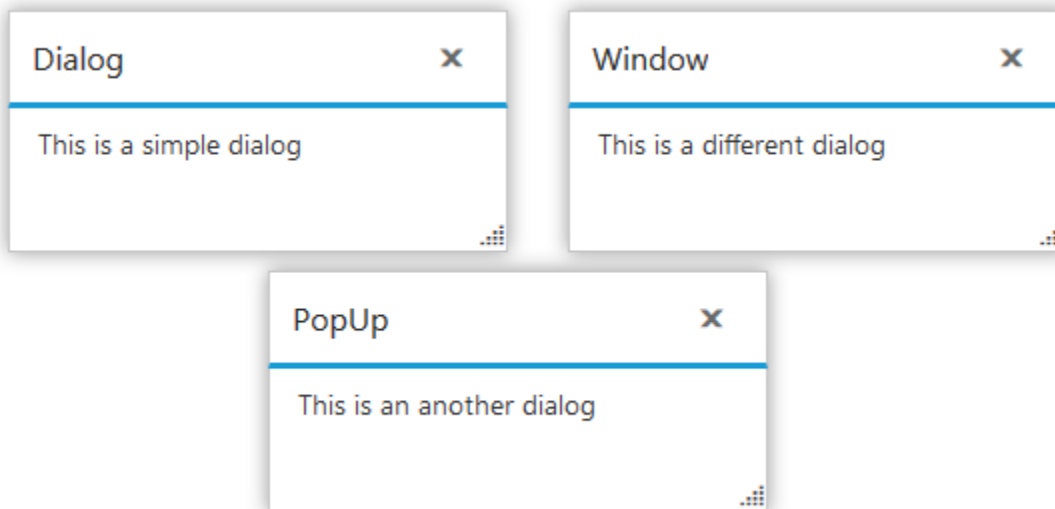 Dialog
This is a simple dialog
Window
This is a different dialog
PopUp
This is an another dialog